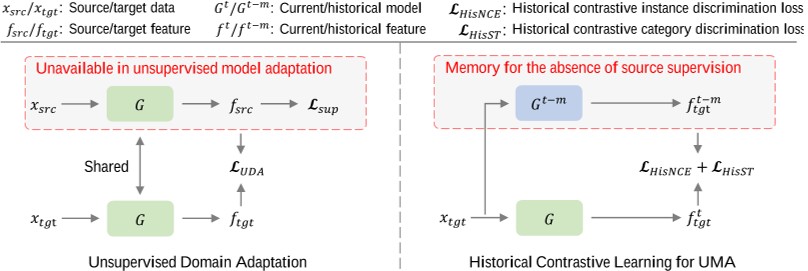 x_src/x_tgt: Source/target data G^t/G^{t-m}: Current/historical model 𝓛_HisNCE: Historical contrastive instance discrimination loss
f_src/f_tgt: Source/target feature f^t/f^{t-m}: Current/historical feature 𝓛_HisST: Historical contrastive category discrimination loss
Unavailable in unsupervised model adaptation
x_src G f_src 𝓛_sup
Shared 𝓛_UDA
x_tgt G f_tgt
Unsupervised Domain Adaptation
Memory for the absence of source supervision
G^{t-m} f_tgt^{t-m}
𝓛_HisNCE + 𝓛_HisST
x_tgt G f_tgt^t
Historical Contrastive Learning for UMA